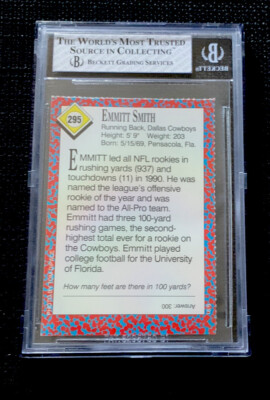 THE WORLD'S MOST TRUSTED
SOURCE IN COLLECTING™
BECKETT GRADING SERVICES
295
EMMITT SMITH
Running Back, Dallas Cowboys
Height: 5' 9" Weight: 203
Born: 5/15/69, Pensacola, Fla.
EMMITT led all NFL rookies in
rushing yards (937) and
touchdowns (11) in 1990. He was
named the league's offensive
rookie of the year and was
named to the All-Pro team.
Emmitt had three 100-yard
rushing games, the second-
highest total ever for a rookie on
the Cowboys. Emmitt played
college football for the University
of Florida.
How many feet are there in 100 yards?
Answer: 300